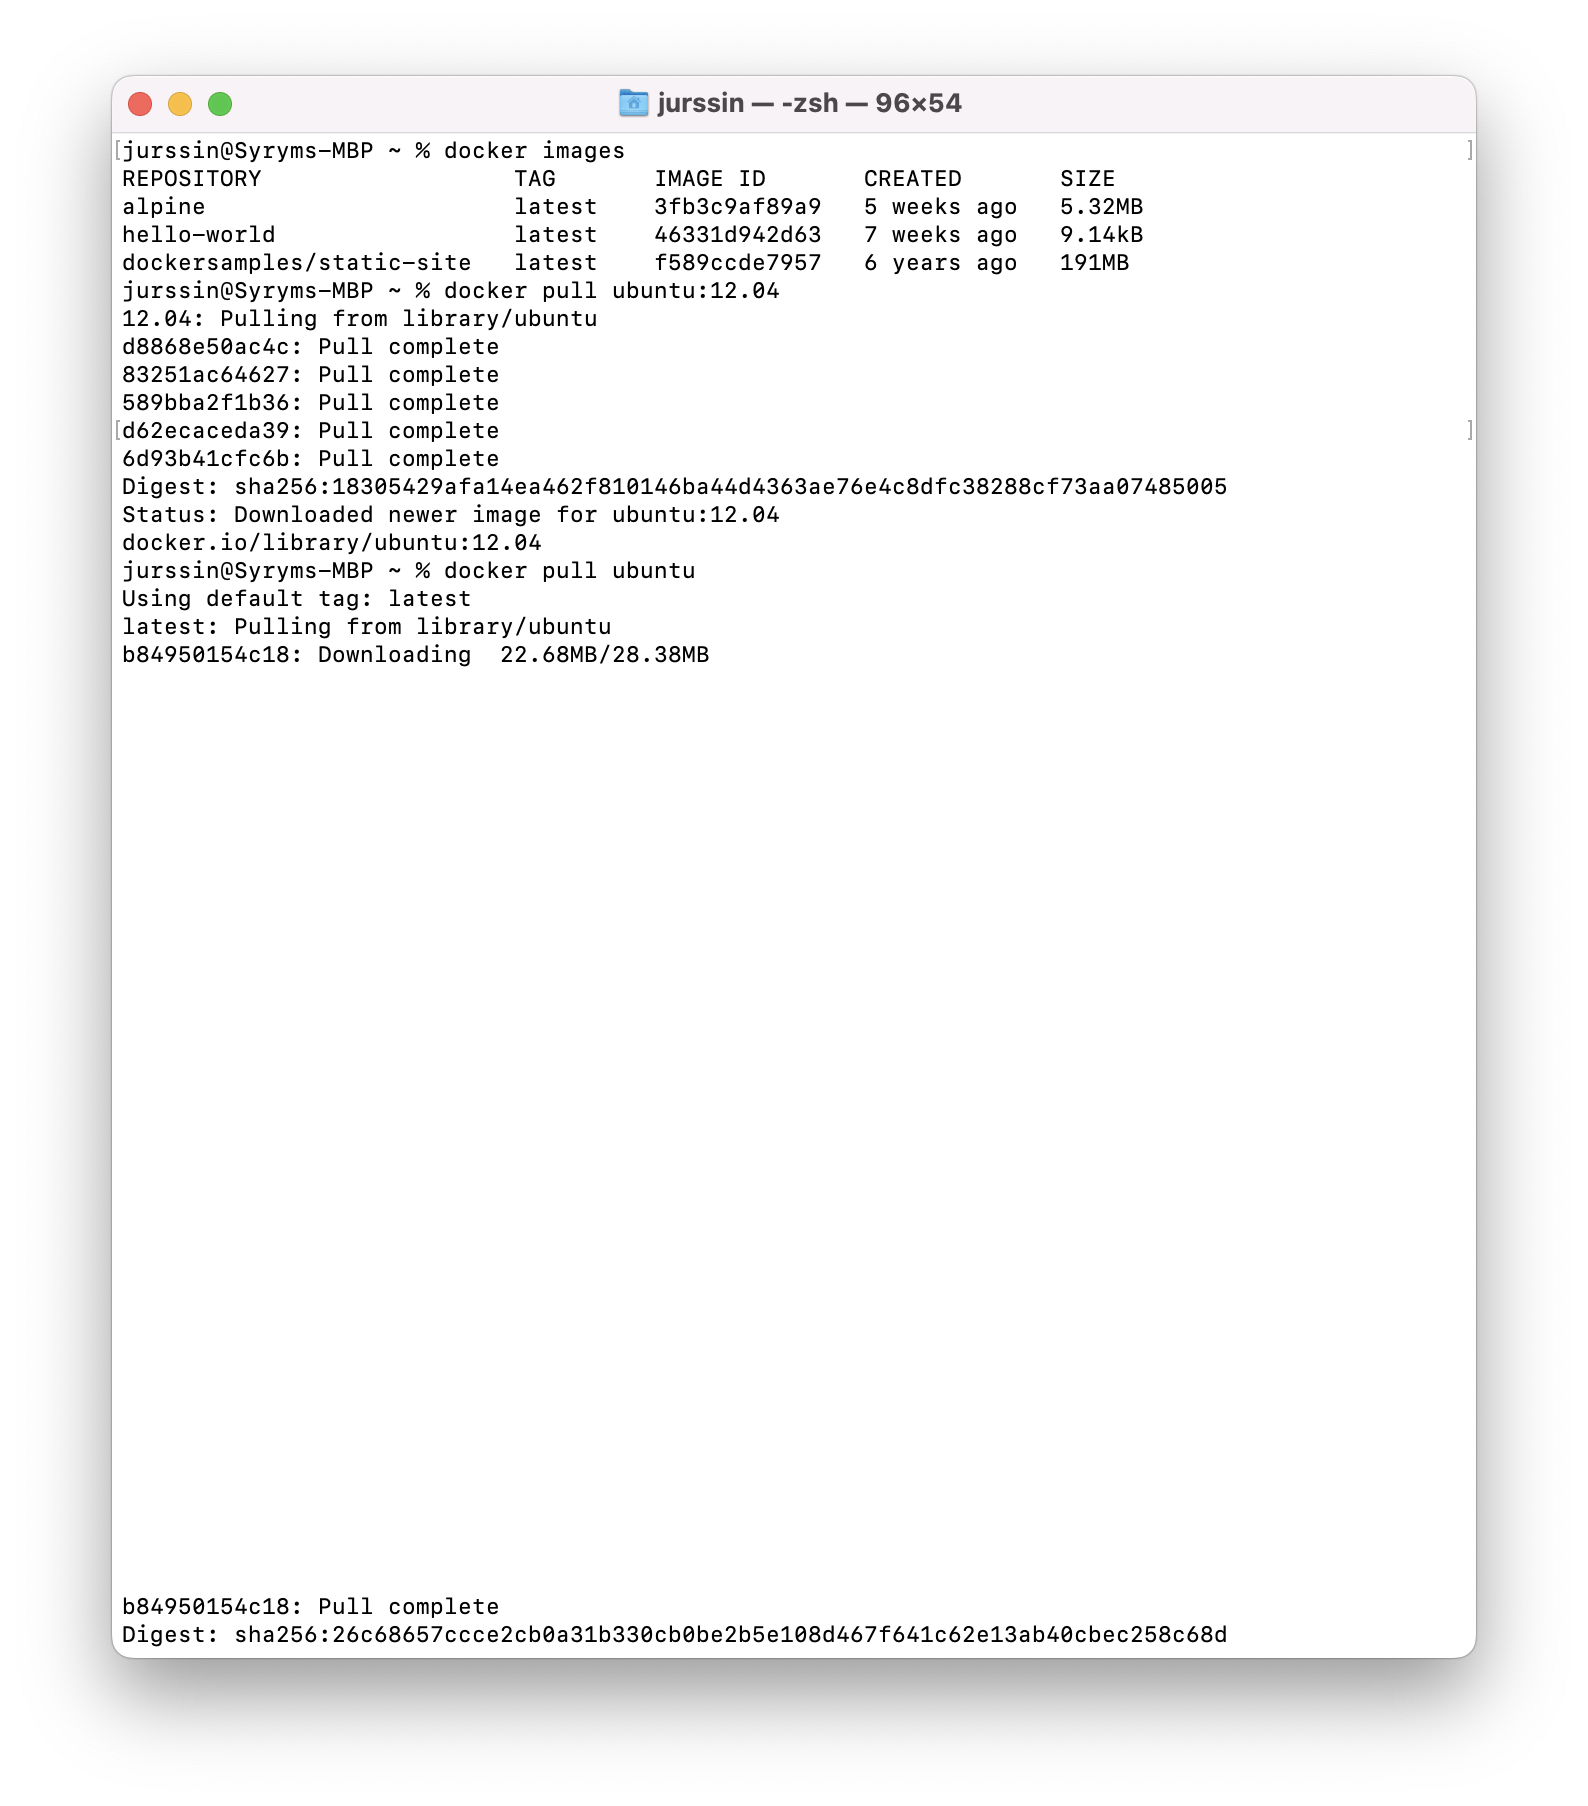 jurssin — -zsh — 96×54
[jurssin@Syryms-MBP ~ % docker images ]
REPOSITORY TAG IMAGE ID CREATED SIZE
alpine latest 3fb3c9af89a9 5 weeks ago 5.32MB
hello-world latest 46331d942d63 7 weeks ago 9.14kB
dockersamples/static-site latest f589ccde7957 6 years ago 191MB
jurssin@Syryms-MBP ~ % docker pull ubuntu:12.04
12.04: Pulling from library/ubuntu
d8868e50ac4c: Pull complete
83251ac64627: Pull complete
589bba2f1b36: Pull complete
[d62ecaceda39: Pull complete ]
6d93b41cfc6b: Pull complete
Digest: sha256:18305429afa14ea462f810146ba44d4363ae76e4c8dfc38288cf73aa07485005
Status: Downloaded newer image for ubuntu:12.04
docker.io/library/ubuntu:12.04
jurssin@Syryms-MBP ~ % docker pull ubuntu
Using default tag: latest
latest: Pulling from library/ubuntu
b84950154c18: Downloading 22.68MB/28.38MB
b84950154c18: Pull complete
Digest: sha256:26c68657ccce2cb0a31b330cb0be2b5e108d467f641c62e13ab40cbec258c68d